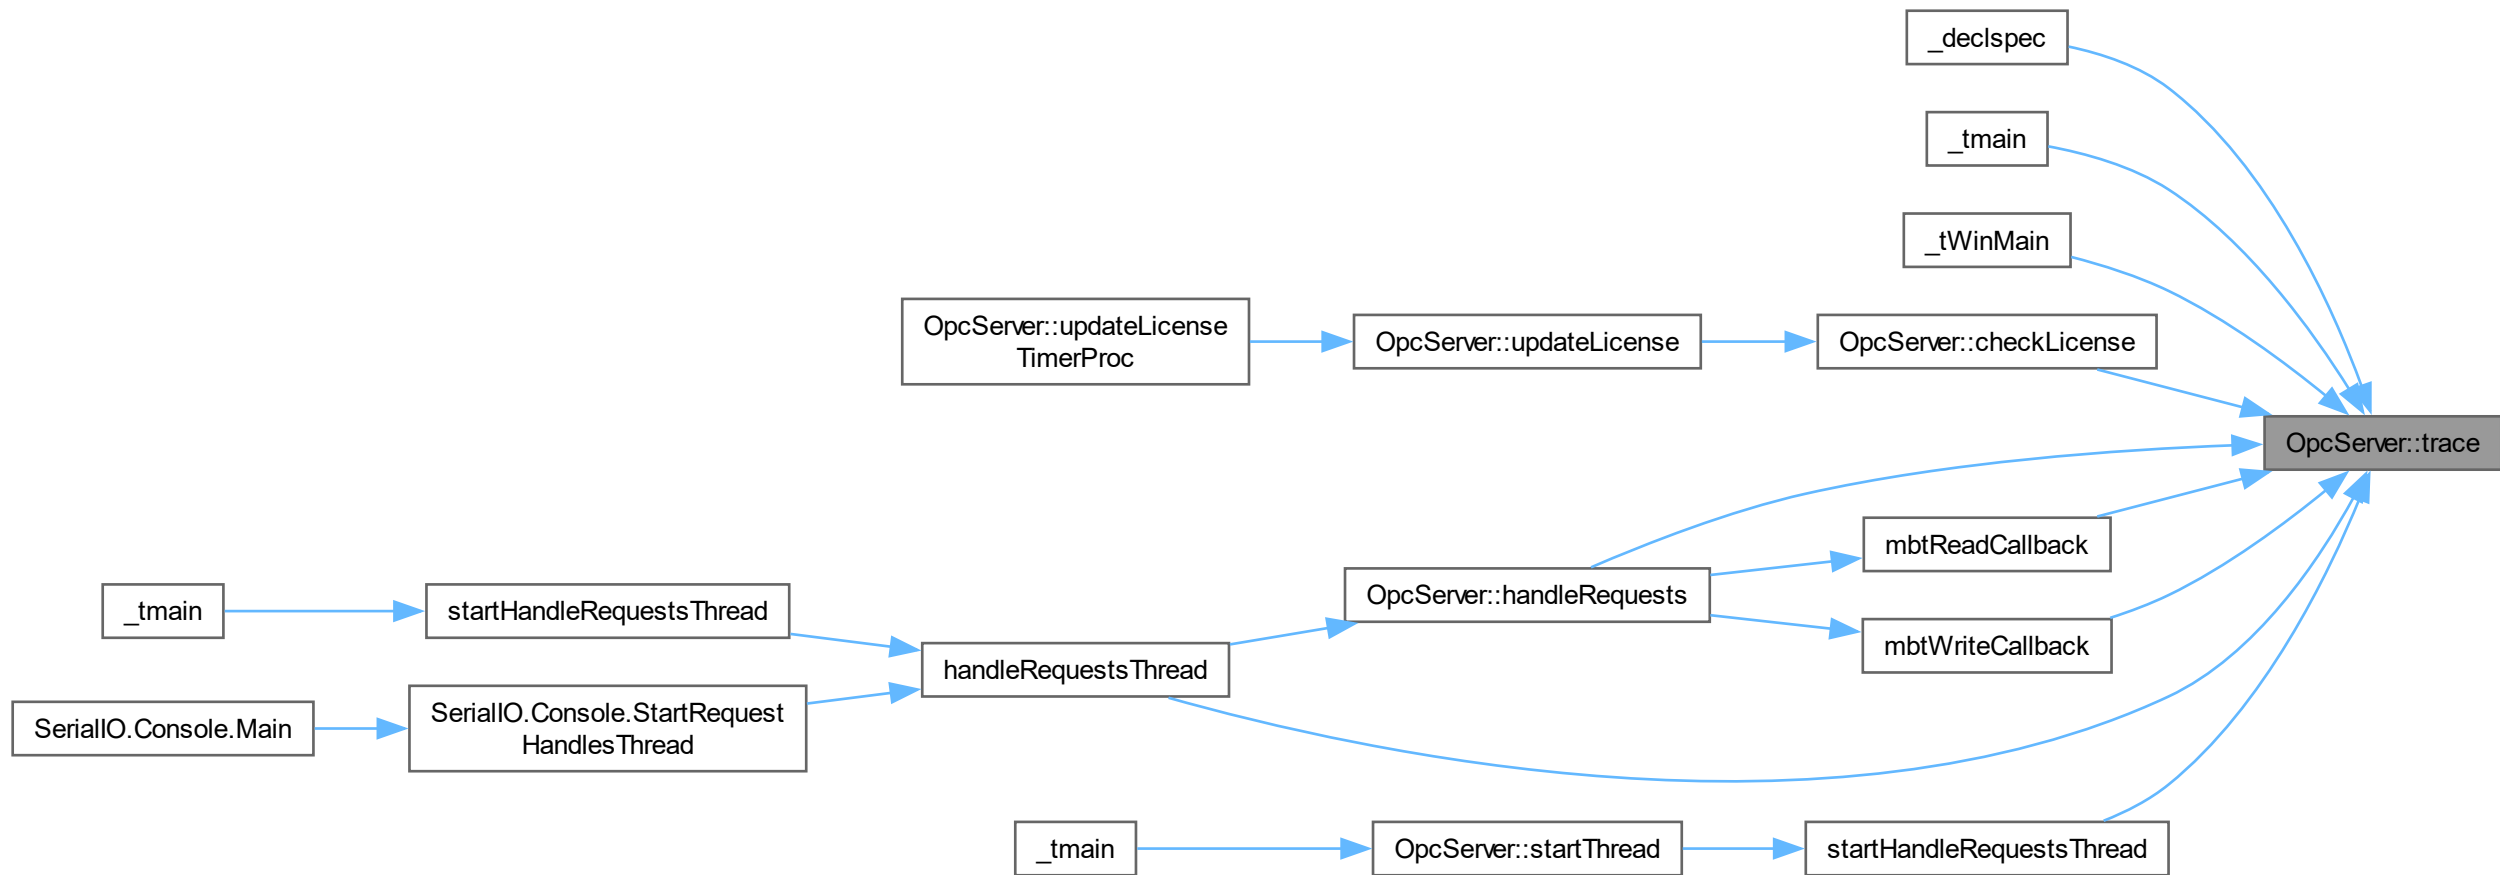 _declspec
_tmain
_tWinMain
OpcServer::updateLicense
TimerProc
OpcServer::updateLicense
OpcServer::checkLicense
OpcServer::trace
mbtReadCallback
OpcServer::handleRequests
_tmain
startHandleRequestsThread
mbtWriteCallback
handleRequestsThread
SerialIO.Console.Main
SerialIO.Console.StartRequest
HandlesThread
_tmain
OpcServer::startThread
startHandleRequestsThread